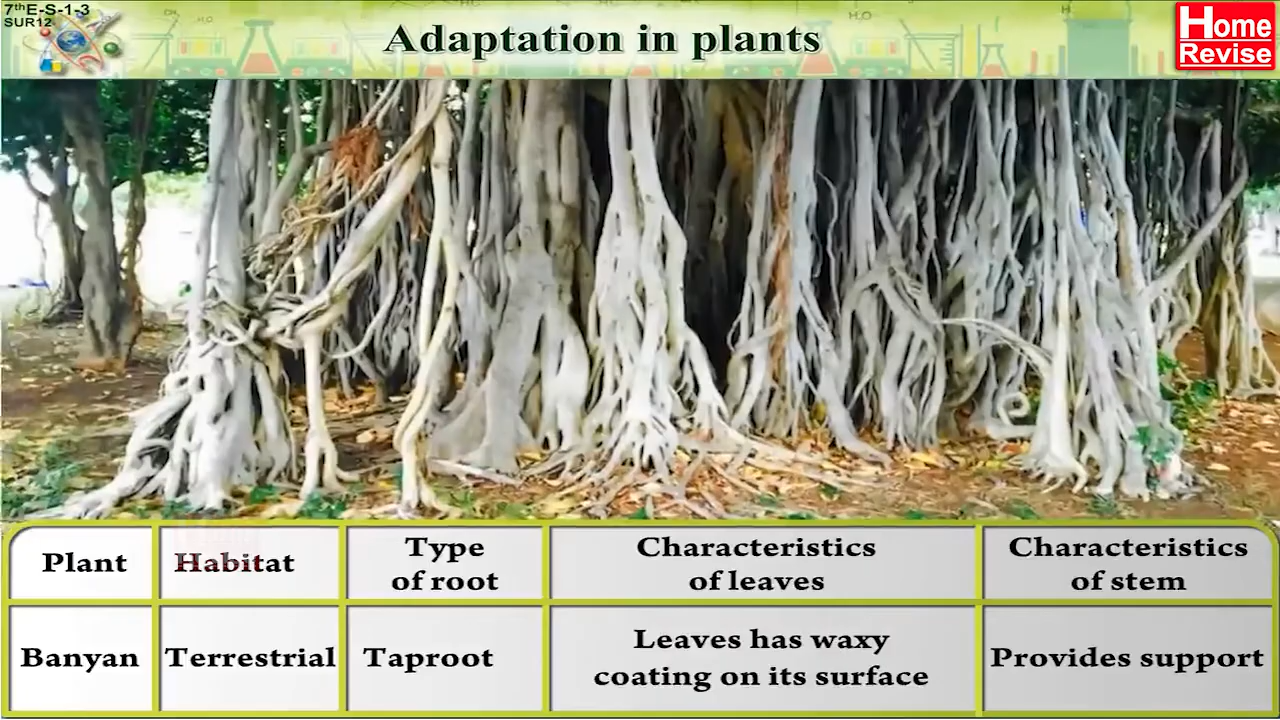 7thE-S-1-3
SUR12
Adaptation in plants
Home
Revise
H₂O
Plant
Habitat
Type
of root
Characteristics
of leaves
Characteristics
of stem
Banyan
Terrestrial
Taproot
Leaves has waxy
coating on its surface
Provides support